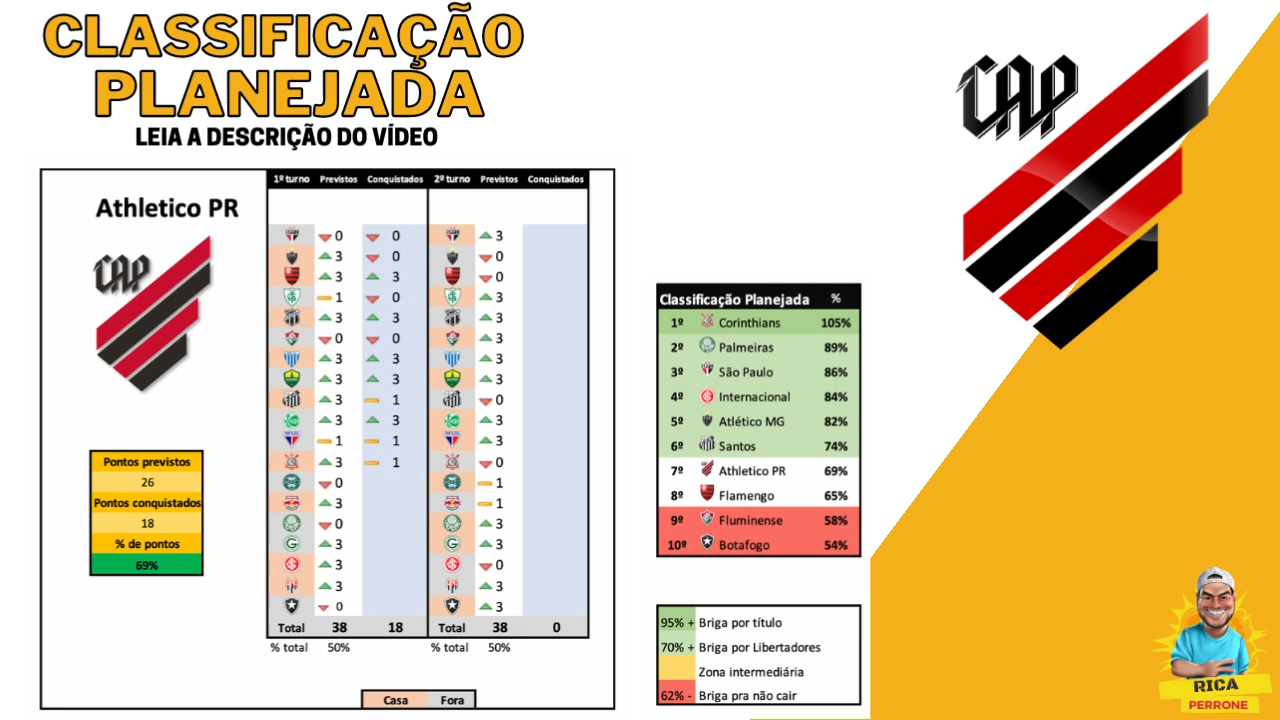 CLASSIFICAÇÃO
PLANEJADA
LEIA A DESCRIÇÃO DO VÍDEO
CAP
Athletico PR
CAP
1º turno Previstos Conquistados 2º turno Previstos Conquistados
0 0 3
3 0 0
3 3 0
1 0 3
3 3 3
0 0 3
3 3 3
3 3 3
3 1 0
3 3 3
1 1 3
3 1 0
0 1
3 1
0 3
3 3
3 0
3 3
0 3
Total 38 18 Total 38 0
% total 50% % total 50%
Casa Fora
Pontos previstos
26
Pontos conquistados
18
% de pontos
69%
Classificação Planejada %
1º Corinthians 105%
2º Palmeiras 89%
3º São Paulo 86%
4º Internacional 84%
5º Atlético MG 82%
6º Santos 74%
7º Athletico PR 69%
8º Flamengo 65%
9º Fluminense 58%
10º Botafogo 54%
95% + Briga por título
70% + Briga por Libertadores
Zona intermediária
62% - Briga pra não cair
RICA
PERRONE